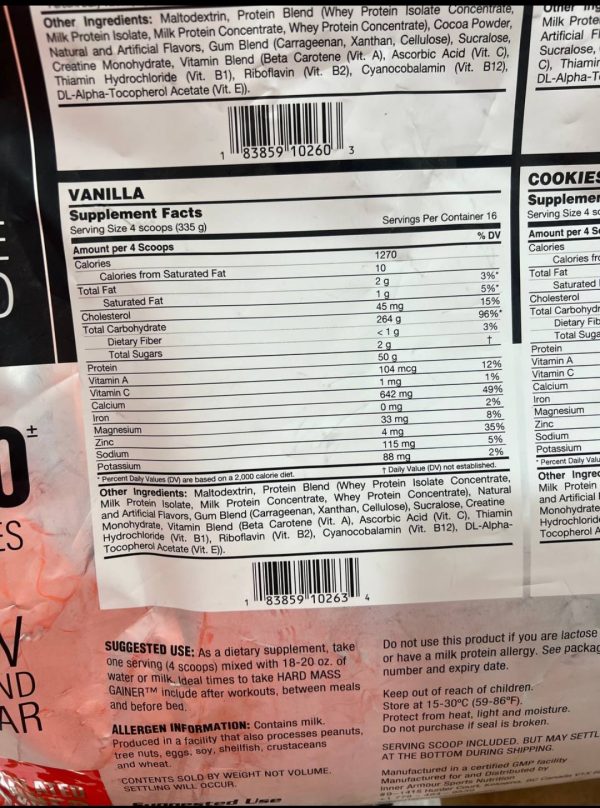 Other Ingredients: Maltodextrin, Protein Blend (Whey Protein Isolate Concentrate,
Milk Protein Isolate, Milk Protein Concentrate, Whey Protein Concentrate), Cocoa Powder,
Natural and Artificial Flavors, Gum Blend (Carrageenan, Xanthan, Cellulose), Sucralose,
Creatine Monohydrate, Vitamin Blend (Beta Carotene (Vit. A), Ascorbic Acid (Vit. C),
Thiamin Hydrochloride (Vit. B1), Riboflavin (Vit. B2), Cyanocobalamin (Vit. B12),
DL-Alpha-Tocopherol Acetate (Vit. E)).
1 83859 10260 3
VANILLA
Supplement Facts
Serving Size 4 scoops (335 g) Servings Per Container 16
Amount per 4 Scoops % DV
Calories 1270
Calories from Saturated Fat 10
Total Fat 2 g 3%*
Saturated Fat 1 g 5%*
Cholesterol 45 mg 15%
Total Carbohydrate 264 g 96%*
Dietary Fiber < 1 g 3%
Total Sugars 2 g †
Protein 50 g
Vitamin A 104 mcg 12%
Vitamin C 1 mg 1%
Calcium 642 mg 49%
Iron 0 mg 2%
Magnesium 33 mg 8%
Zinc 4 mg 35%
Sodium 115 mg 5%
Potassium 88 mg 2%
* Percent Daily Values (DV) are based on a 2,000 calorie diet. † Daily Value (DV) not established.
Other Ingredients: Maltodextrin, Protein Blend (Whey Protein Isolate Concentrate,
Milk Protein Isolate, Milk Protein Concentrate, Whey Protein Concentrate), Natural
and Artificial Flavors, Gum Blend (Carrageenan, Xanthan, Cellulose), Sucralose, Creatine
Monohydrate, Vitamin Blend (Beta Carotene (Vit. A), Ascorbic Acid (Vit. C), Thiamin
Hydrochloride (Vit. B1), Riboflavin (Vit. B2), Cyanocobalamin (Vit. B12), DL-Alpha-
Tocopherol Acetate (Vit. E)).
1 83859 10263 4
SUGGESTED USE: As a dietary supplement, take
one serving (4 scoops) mixed with 18-20 oz. of
water or milk. Ideal times to take HARD MASS
GAINER™ include after workouts, between meals
and before bed.
ALLERGEN INFORMATION: Contains milk.
Produced in a facility that also processes peanuts,
tree nuts, eggs, soy, shellfish, crustaceans
and wheat.
CONTENTS SOLD BY WEIGHT NOT VOLUME.
SETTLING WILL OCCUR.
Do not use this product if you are lactose
or have a milk protein allergy. See
number and expiry date.
Keep out of reach of children.
Store at 15-30ºC (59-86ºF).
Protect from heat, light and moisture.
Do not purchase if seal is broken.
SERVING SCOOP INCLUDED. BUT MAY
AT THE BOTTOM DURING SHIPPING.
Manufactured in a certified GMP facility
Manufactured for and Distributed by
Inner Armour Sports Nutrition
Milk
Artificial
Sucralose,
C), Thiamin
COOKIES
Serving Size 4
Amount per 4
Calories
Calories
Total Fat
Saturated
Cholesterol
Total
Dietary
Total
Protein
Vitamin A
Vitamin C
Calcium
Iron
Magnesium
Zinc
Sodium
Potassium
* Percent Daily
Other
Milk Protein
and Artificial
Monohydrate
Tocopherol